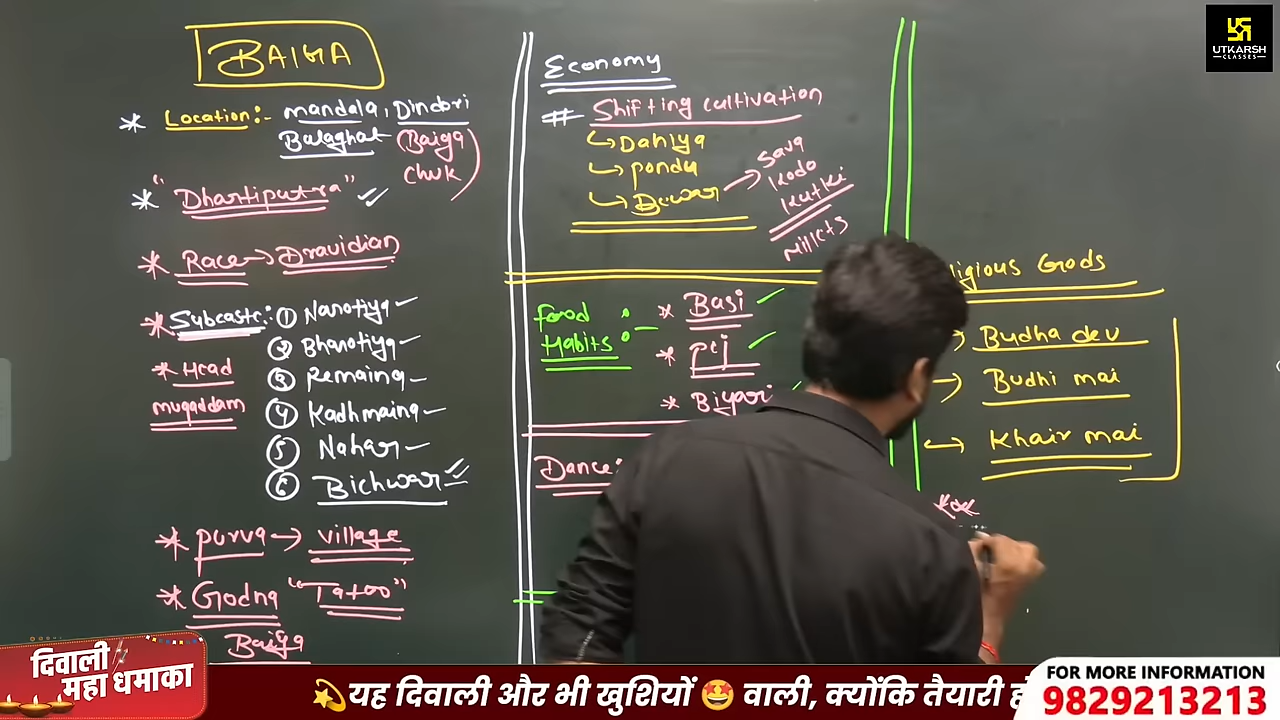 BAIGA
* Location:- mandala, Dindori
Balaghat (Baiga
chuk)
* "Dhartiputra"
* Race → Dravidian
* Subcaste:- ① Narotiya
② Bharotiya
③ Remaina
④ Kadhmaina
⑤ Nahar
⑥ Bichwar
* Head
muqaddam
* purva → village
* Godna "Tatoo"
Baiga
Economy
# Shifting cultivation
↳ Dahiya
↳ pondu
↳ Bewar → Sava
Kodo
Kutki
Millets
food
Habits :-
* Basi
* pej
* Biyari
Dance:
ligious Gods
→ Budha dev
→ Budhi mai
→ Khair mai
UTKARSH
CLASSES
दिवाली
महा धमाका
यह दिवाली और भी खुशियों 🤩 वाली, क्योंकि तैयारी
FOR MORE INFORMATION
9829213213